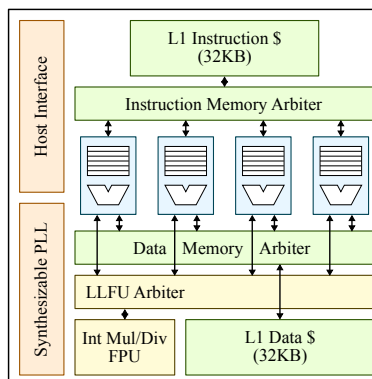 Host Interface
L1 Instruction $
(32KB)
Instruction Memory Arbiter
Synthesizable PLL
Data Memory Arbiter
LLFU Arbiter
Int Mul/Div
FPU
L1 Data $
(32KB)